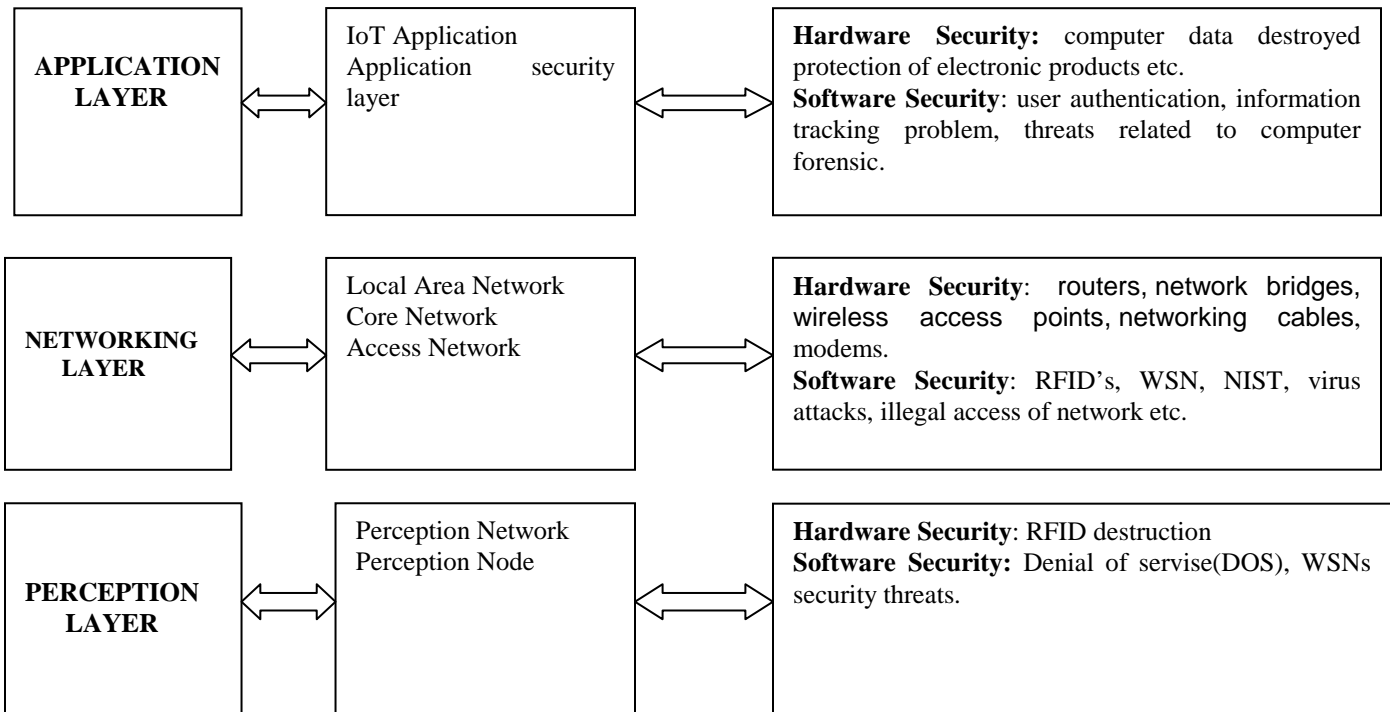 APPLICATION
LAYER
IoT Application
Application security
layer
Hardware Security: computer data destroyed
protection of electronic products etc.
Software Security: user authentication, information
tracking problem, threats related to computer
forensic.
NETWORKING
LAYER
Local Area Network
Core Network
Access Network
Hardware Security: routers, network bridges,
wireless access points, networking cables,
modems.
Software Security: RFID’s, WSN, NIST, virus
attacks, illegal access of network etc.
PERCEPTION
LAYER
Perception Network
Perception Node
Hardware Security: RFID destruction
Software Security: Denial of servise(DOS), WSNs
security threats.